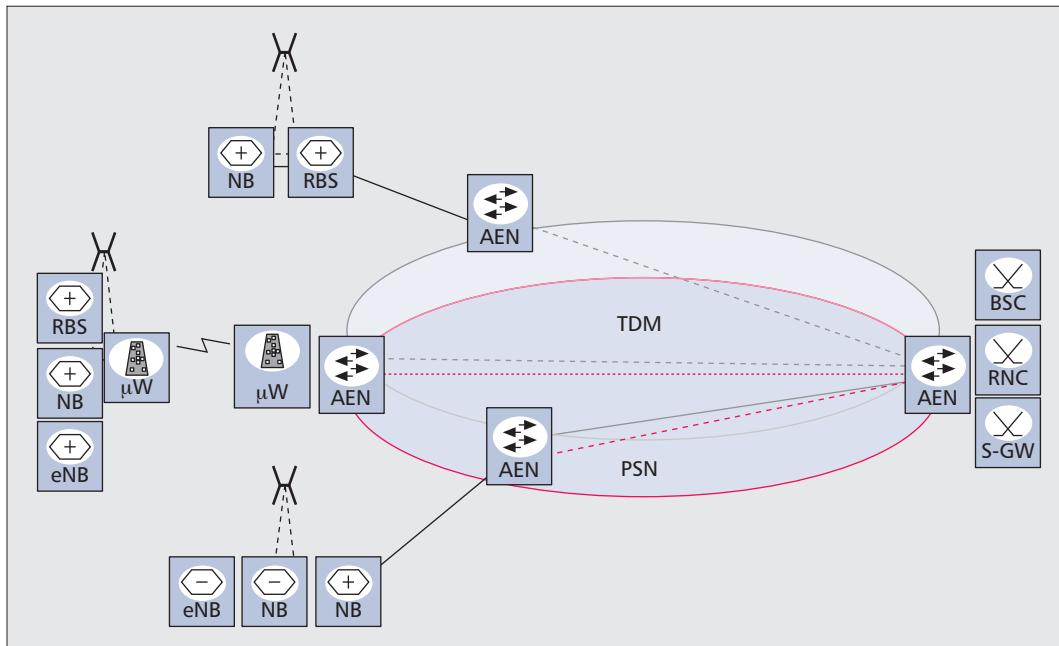 NB
RBS
AEN
BSC
RBS
TDM
RNC
NB
μW
μW
AEN
AEN
eNB
AEN
PSN
S-GW
eNB
NB
NB